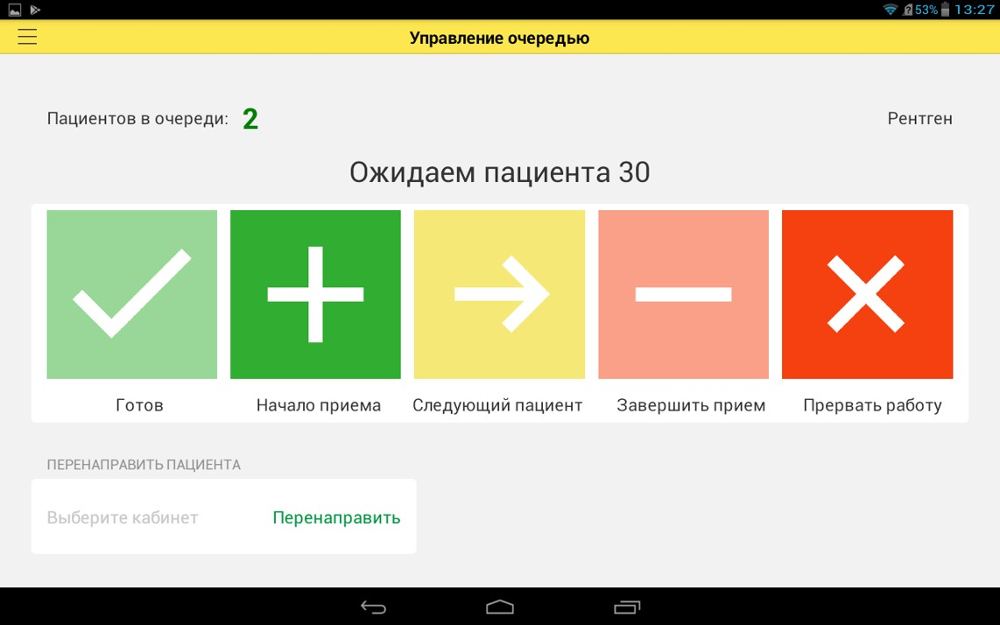 53% 13:27
Управление очередью
Пациентов в очереди: 2
Рентген
Ожидаем пациента 30
Готов
Начало приема
Следующий пациент
Завершить прием
Прервать работу
ПЕРЕНАПРАВИТЬ ПАЦИЕНТА
Выберите кабинет
Перенаправить